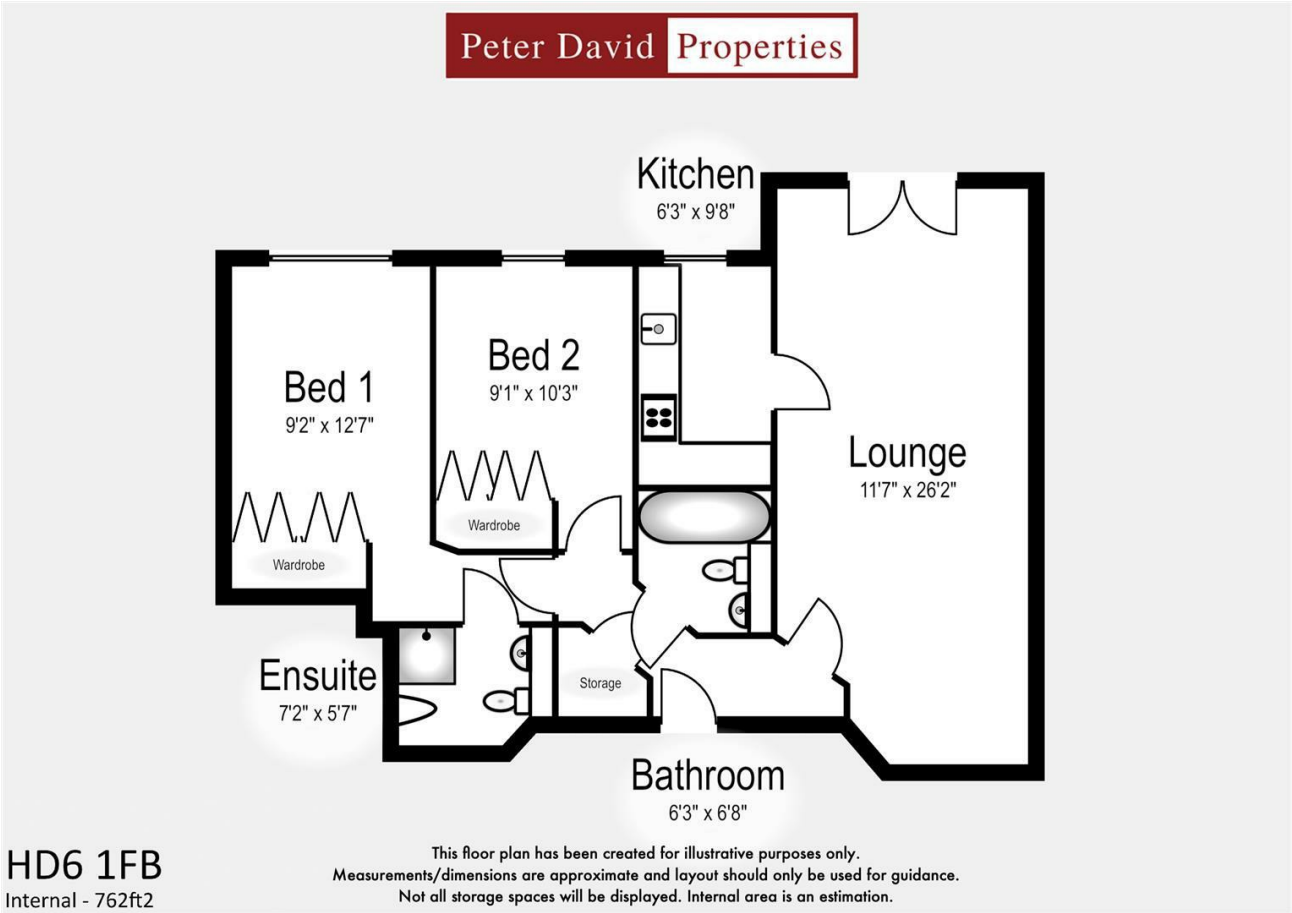 Peter David Properties
Kitchen
6'3" x 9'8"
Bed 1
9'2" x 12'7"
Bed 2
9'1" x 10'3"
Lounge
11'7" x 26'2"
Wardrobe
Wardrobe
Ensuite
7'2" x 5'7"
Storage
Bathroom
6'3" x 6'8"
HD6 1FB
Internal - 762ft2
This floor plan has been created for illustrative purposes only.
Measurements/dimensions are approximate and layout should only be used for guidance.
Not all storage spaces will be displayed. Internal area is an estimation.